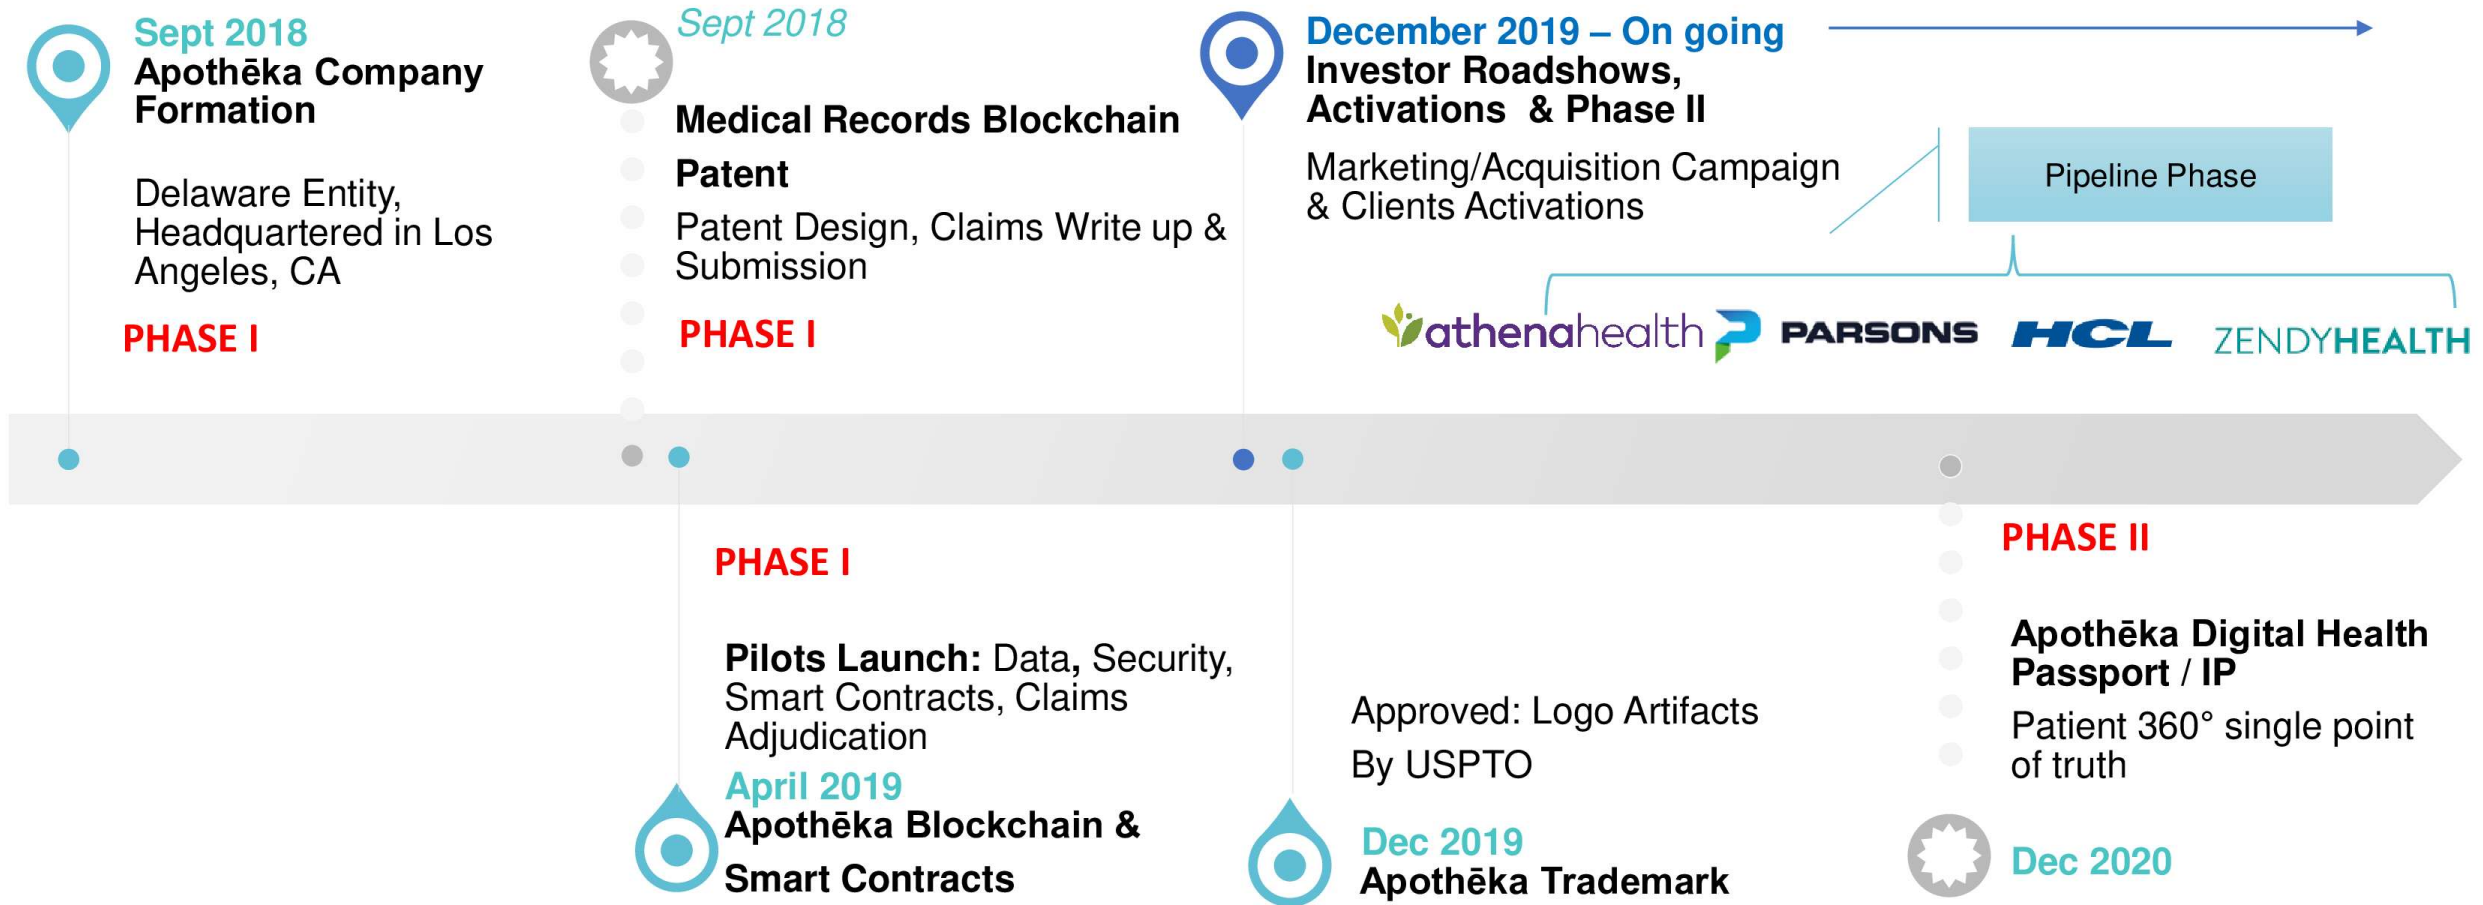 Sept 2018
Apothēka Company
Formation
Delaware Entity,
Headquartered in Los
Angeles, CA
PHASE I
Sept 2018
Medical Records Blockchain
Patent
Patent Design, Claims Write up &
Submission
PHASE I
December 2019 – On going
Investor Roadshows,
Activations & Phase II
Marketing/Acquisition Campaign
& Clients Activations
Pipeline Phase
athenahealth
PARSONS
HCL
ZENDYHEALTH
PHASE I
Pilots Launch: Data, Security,
Smart Contracts, Claims
Adjudication
April 2019
Apothēka Blockchain &
Smart Contracts
Approved: Logo Artifacts
By USPTO
Dec 2019
Apothēka Trademark
PHASE II
Apothēka Digital Health
Passport / IP
Patient 360° single point
of truth
Dec 2020